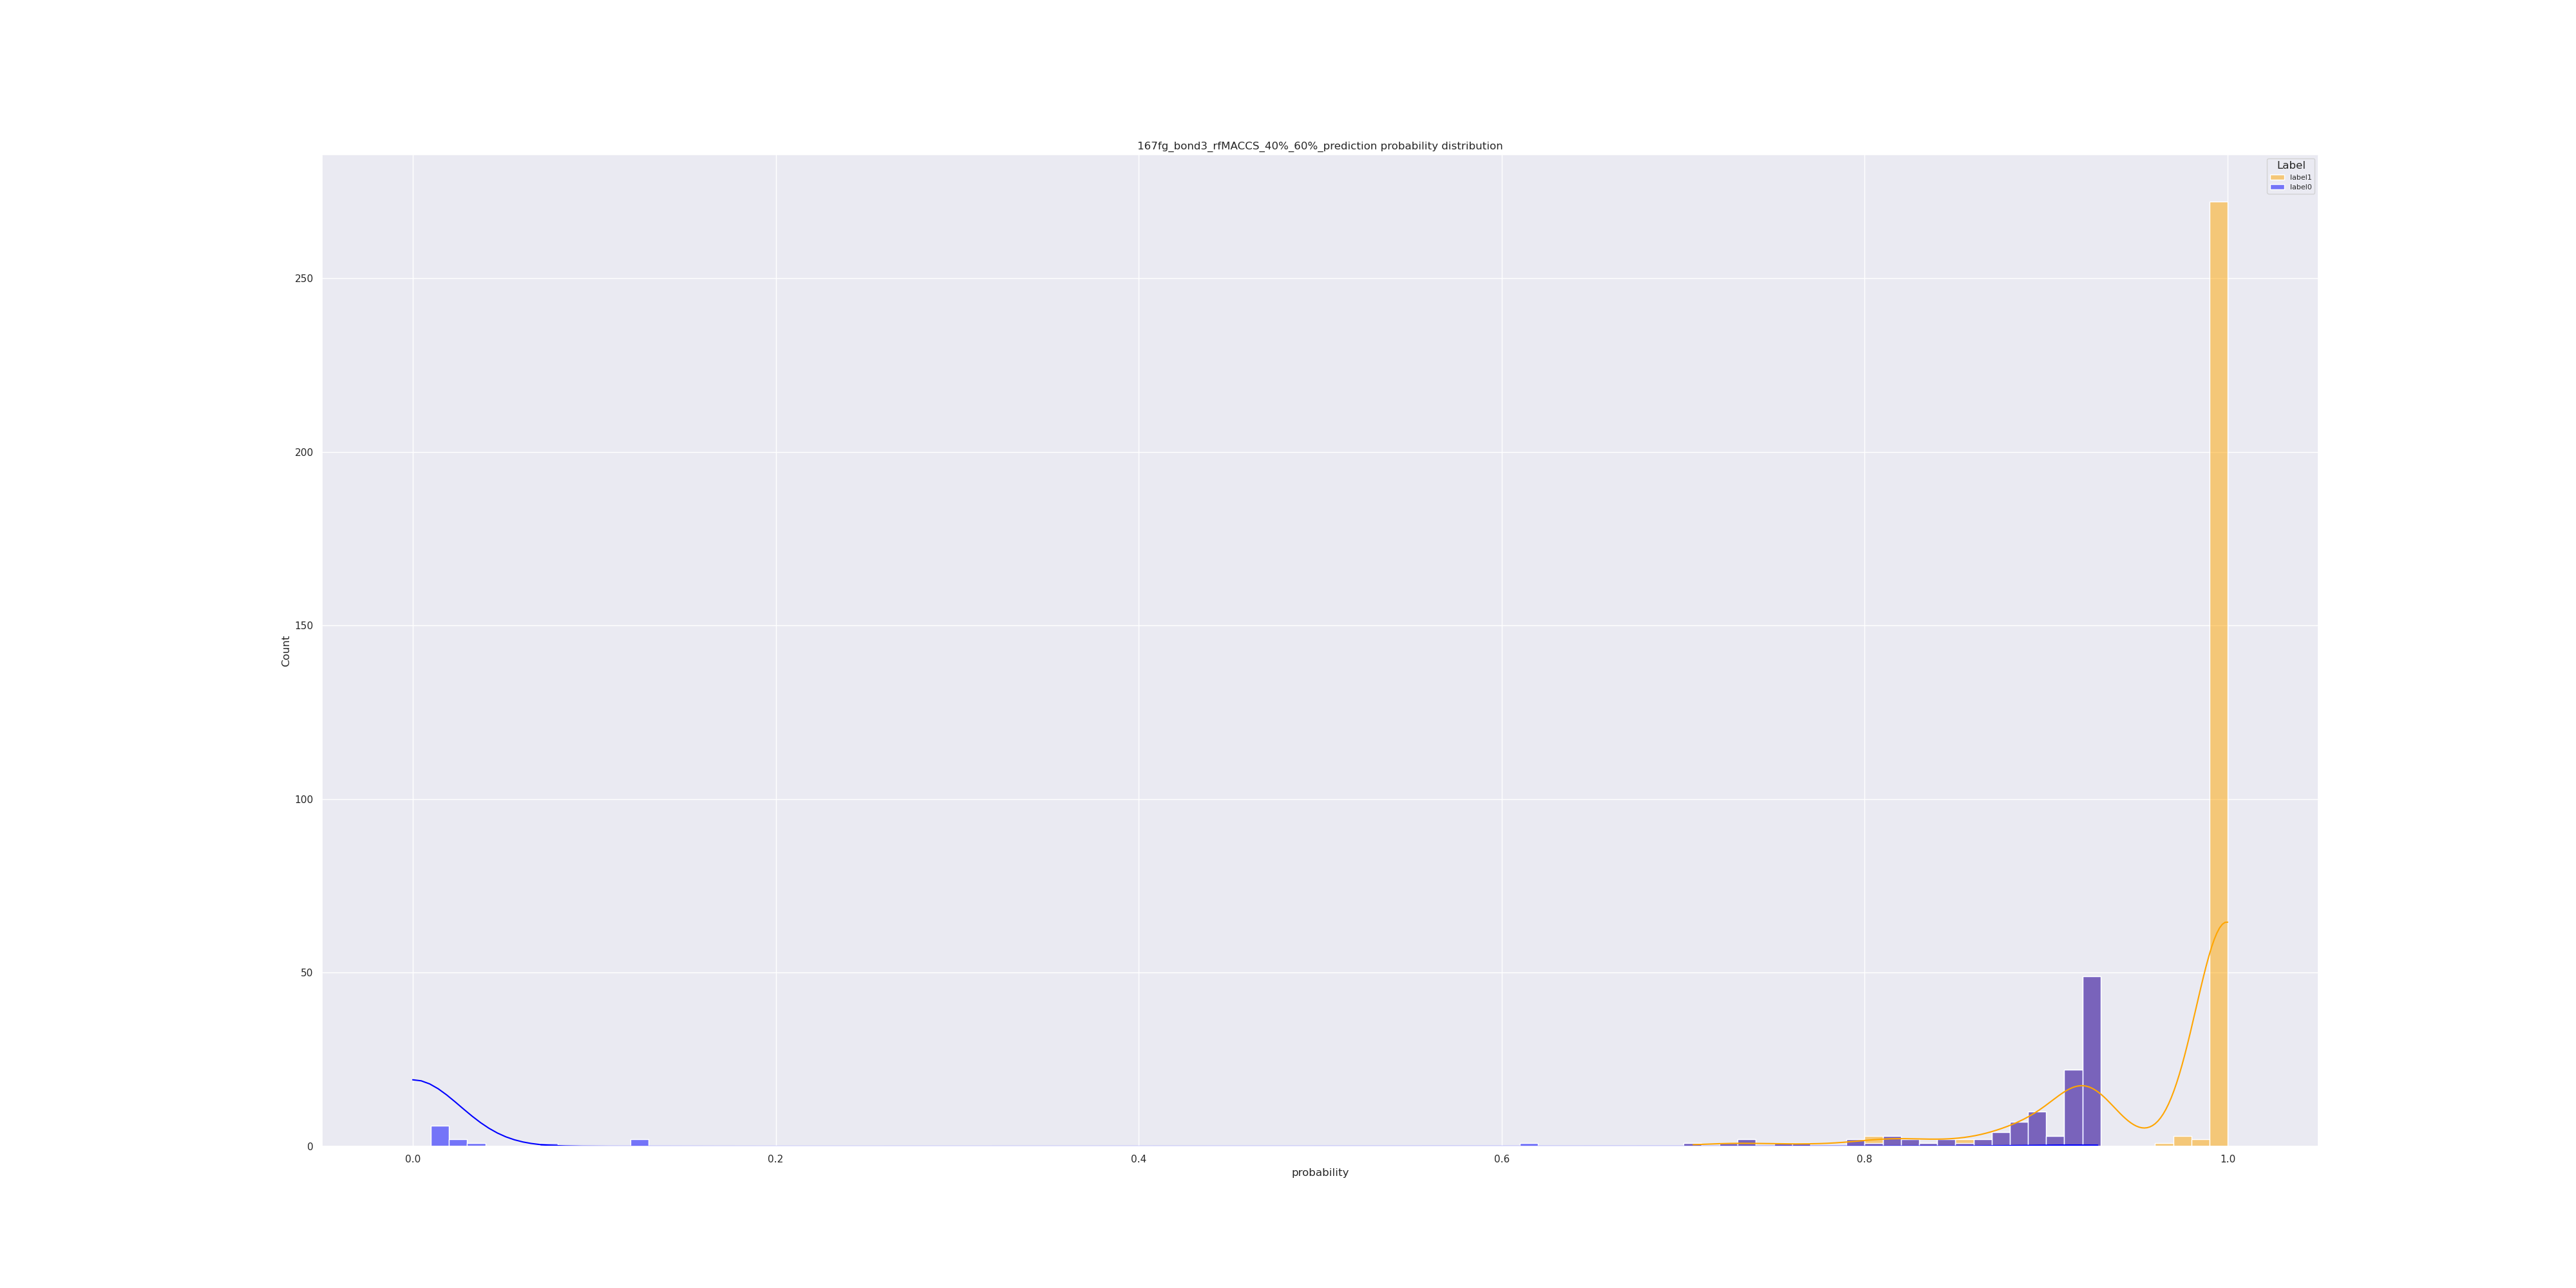 167fg_bond3_rfMACCS_40%_60%_prediction probability distribution
Label
label1
label0
250
200
150
100
50
0
Count
0.0 0.2 0.4 0.6 0.8 1.0
probability